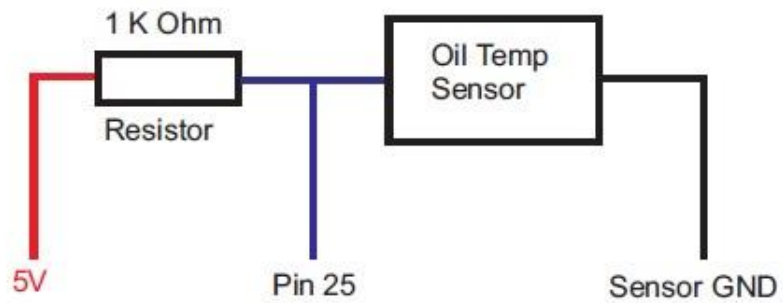 1 K Ohm
Resistor
Oil Temp
Sensor
5V
Pin 25
Sensor GND